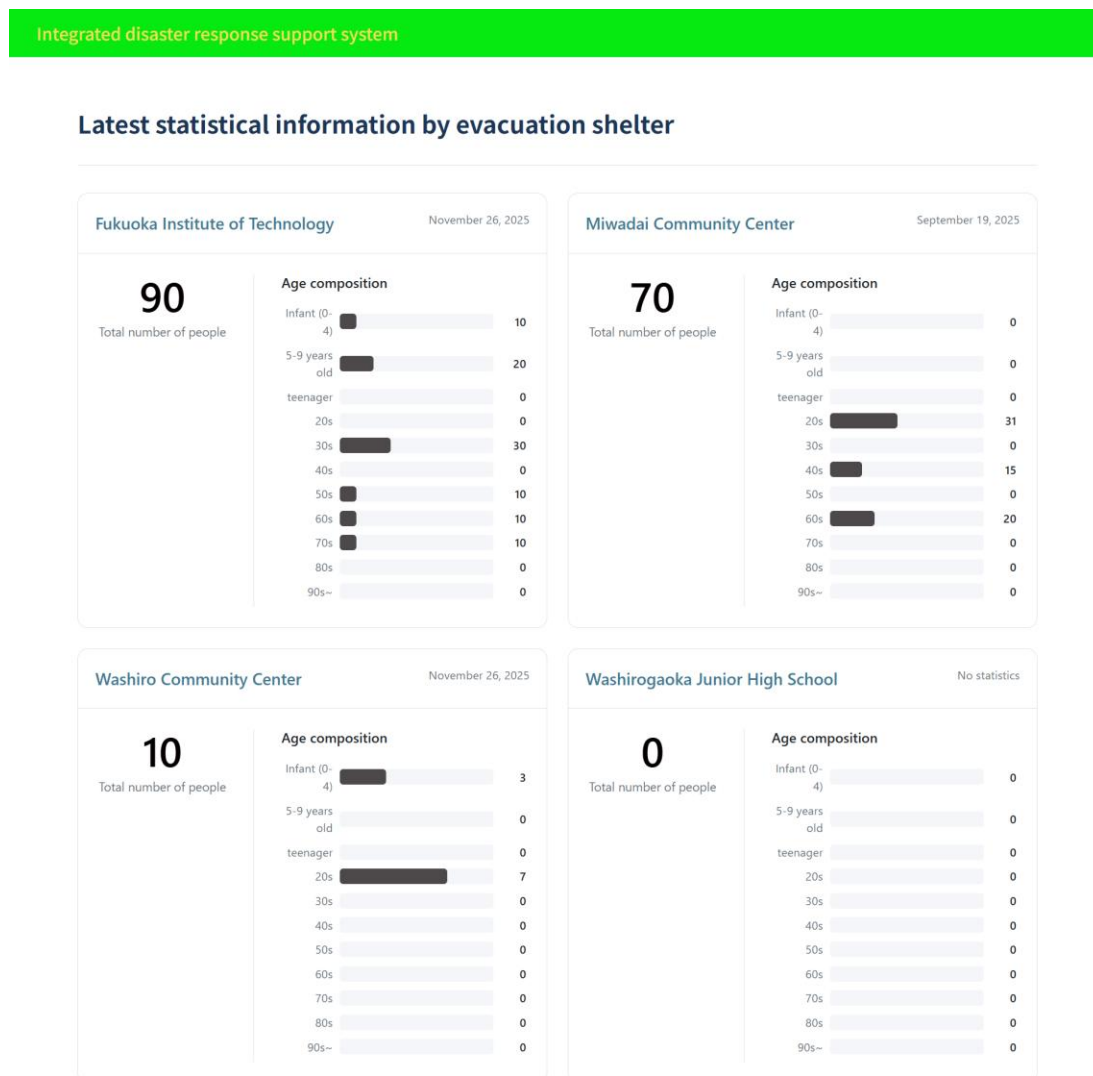 Integrated disaster response support system
Latest statistical information by evacuation shelter
Fukuoka Institute of Technology
November 26, 2025
90
Total number of people
Age composition
Infant (0-
4)
10
5-9 years
old
20
teenager
0
20s
0
30s
30
40s
0
50s
10
60s
10
70s
10
80s
0
90s~
0
Miwadai Community Center
September 19, 2025
70
Total number of people
Age composition
Infant (0-
4)
0
5-9 years
old
0
teenager
0
20s
31
30s
0
40s
15
50s
0
60s
20
70s
0
80s
0
90s~
0
Washiro Community Center
November 26, 2025
10
Total number of people
Age composition
Infant (0-
4)
3
5-9 years
old
0
teenager
0
20s
7
30s
0
40s
0
50s
0
60s
0
70s
0
80s
0
90s~
0
Washirogaoka Junior High School
No statistics
0
Total number of people
Age composition
Infant (0-
4)
0
5-9 years
old
0
teenager
0
20s
0
30s
0
40s
0
50s
0
60s
0
70s
0
80s
0
90s~
0